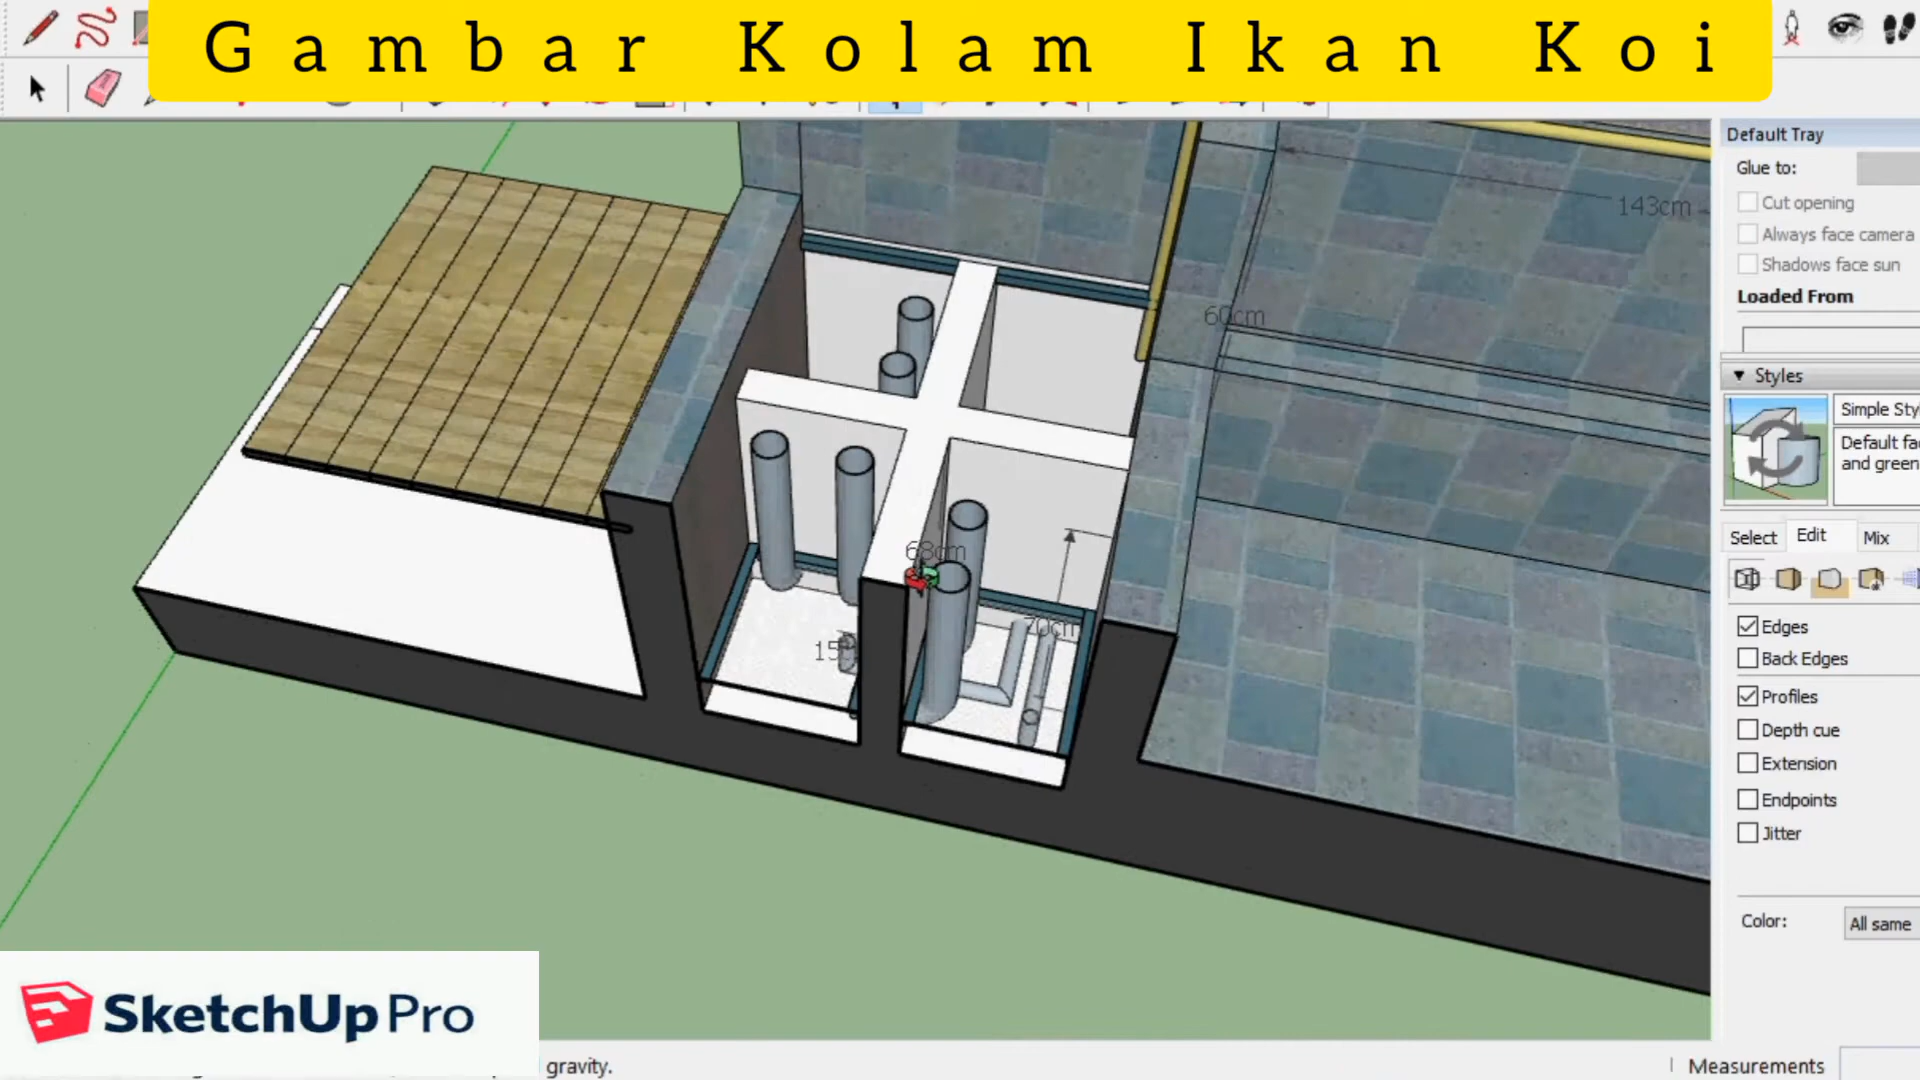 Gambar Kolam Ikan Koi
Default Tray
Glue to:
Cut opening
Always face camera
Shadows face sun
Loaded From
Styles
Simple Sty
Default fac
and green
Select Edit Mix
Edges
Back Edges
Profiles
Depth cue
Extension
Endpoints
Jitter
Color: All same
143cm
60cm
68cm
70cm
SketchUp Pro
gravity.
Measurements